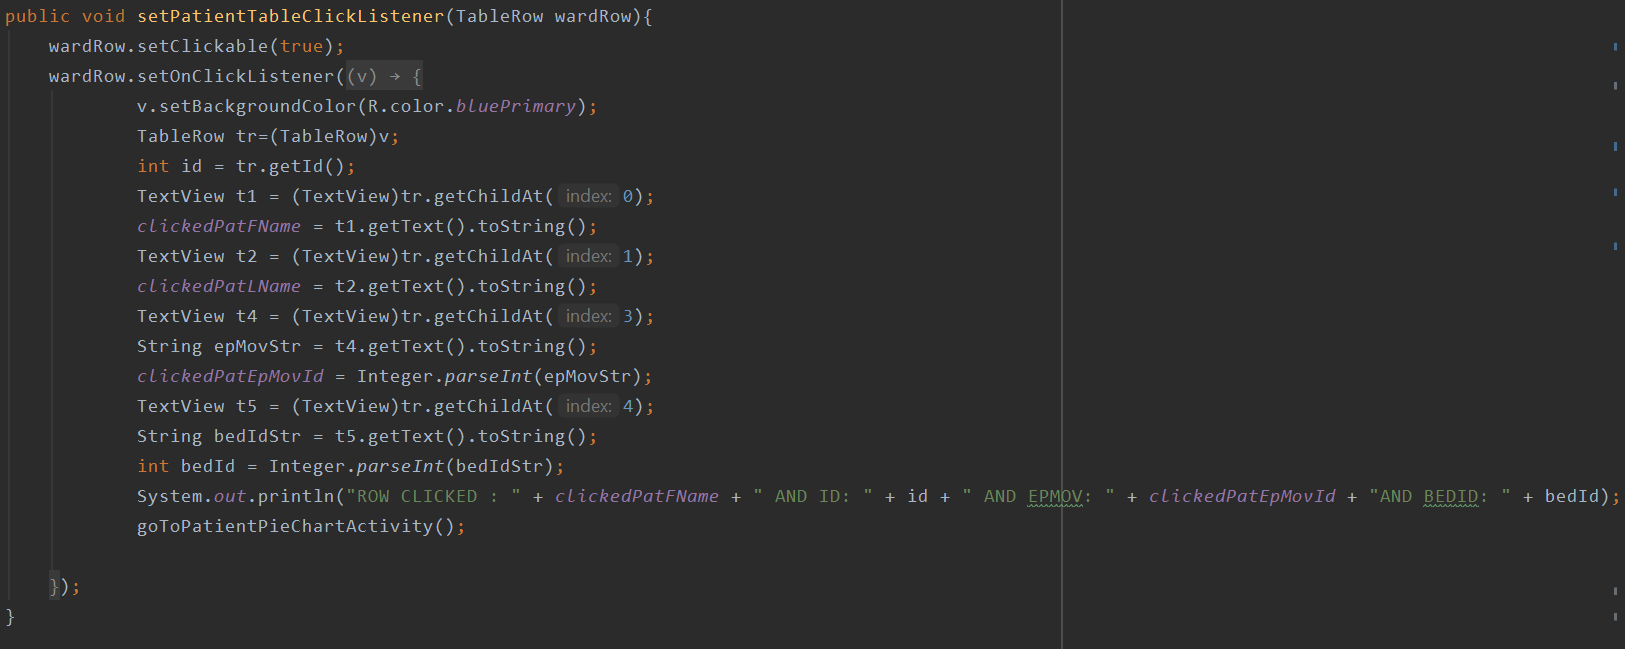 public void setPatientTableClickListener(TableRow wardRow){
    wardRow.setClickable(true);
    wardRow.setOnClickListener((v) → {
            v.setBackgroundColor(R.color.bluePrimary);
            TableRow tr=(TableRow)v;
            int id = tr.getId();
            TextView t1 = (TextView)tr.getChildAt( index: 0);
            clickedPatFName = t1.getText().toString();
            TextView t2 = (TextView)tr.getChildAt( index: 1);
            clickedPatLName = t2.getText().toString();
            TextView t4 = (TextView)tr.getChildAt( index: 3);
            String epMovStr = t4.getText().toString();
            clickedPatEpMovId = Integer.parseInt(epMovStr);
            TextView t5 = (TextView)tr.getChildAt( index: 4);
            String bedIdStr = t5.getText().toString();
            int bedId = Integer.parseInt(bedIdStr);
            System.out.println("ROW CLICKED : " + clickedPatFName + " AND ID: " + id + " AND EPMOV: " + clickedPatEpMovId + "AND BEDID: " + bedId);
            goToPatientPieChartActivity();
    });
}